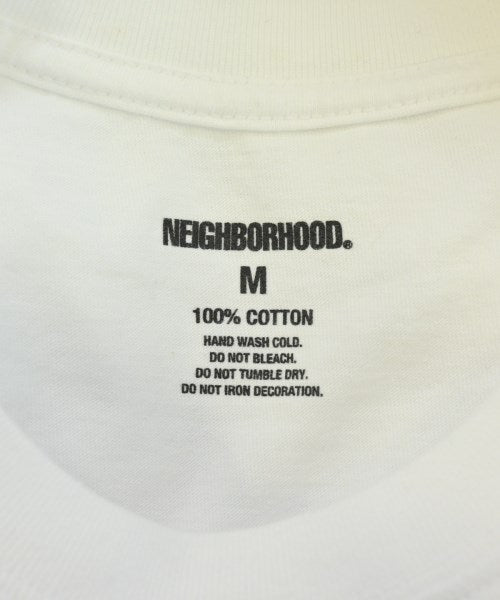 NEIGHBORHOOD®
M
100% COTTON
HAND WASH COLD.
DO NOT BLEACH.
DO NOT TUMBLE DRY.
DO NOT IRON DECORATION.